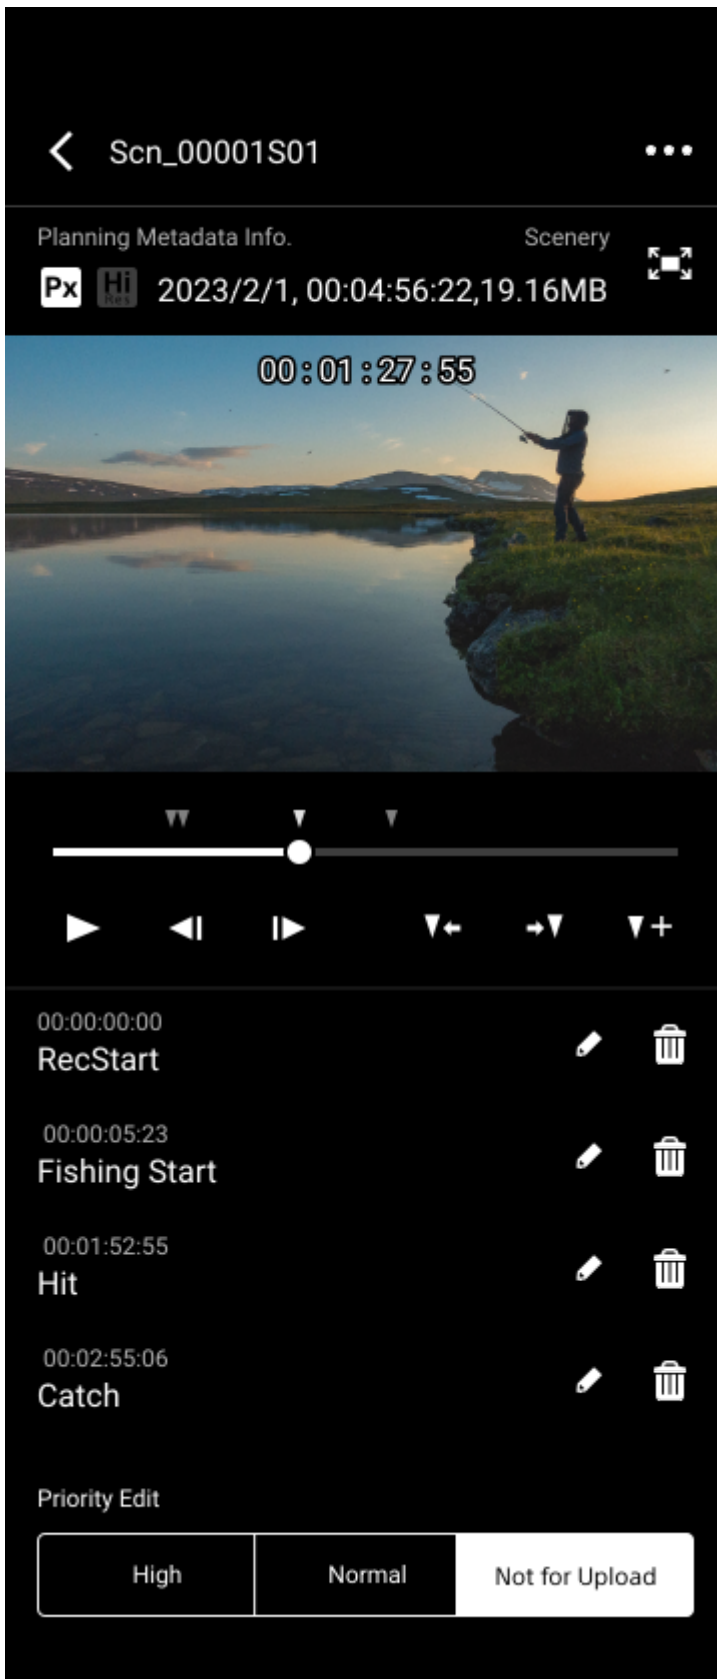 Scn_00001S01
Planning Metadata Info. Scenery
Px Hi Res 2023/2/1, 00:04:56:22,19.16MB
00:01:27:55
00:00:00:00
RecStart
00:00:05:23
Fishing Start
00:01:52:55
Hit
00:02:55:06
Catch
Priority Edit
High Normal Not for Upload